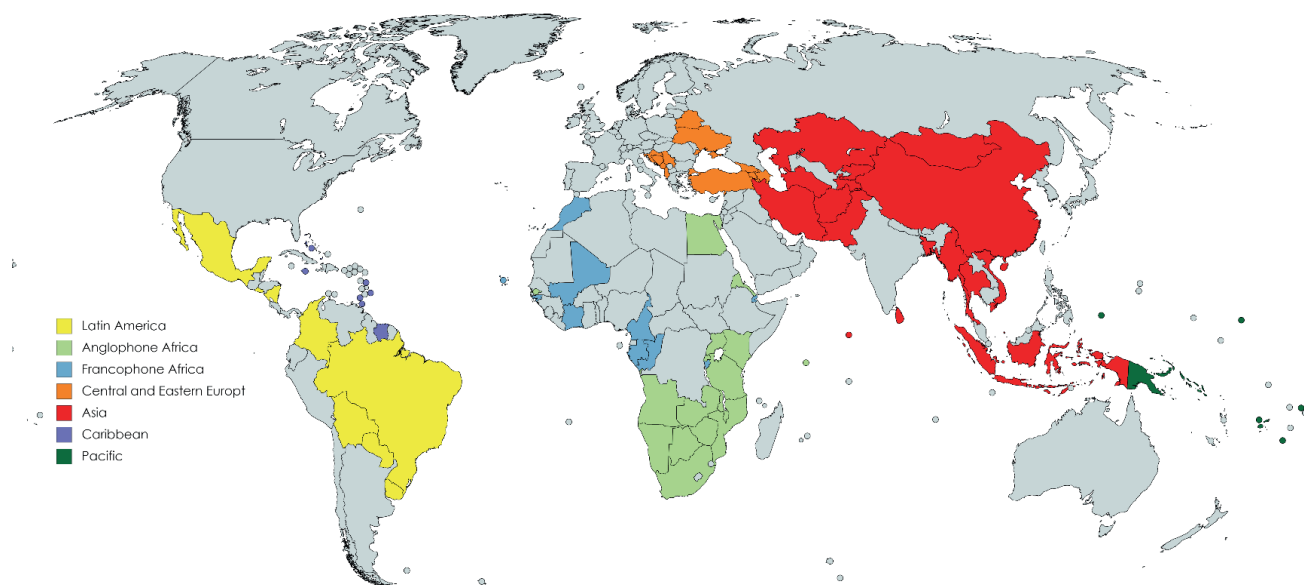 Latin America
Anglophone Africa
Francophone Africa
Central and Eastern Europt
Asia
Caribbean
Pacific